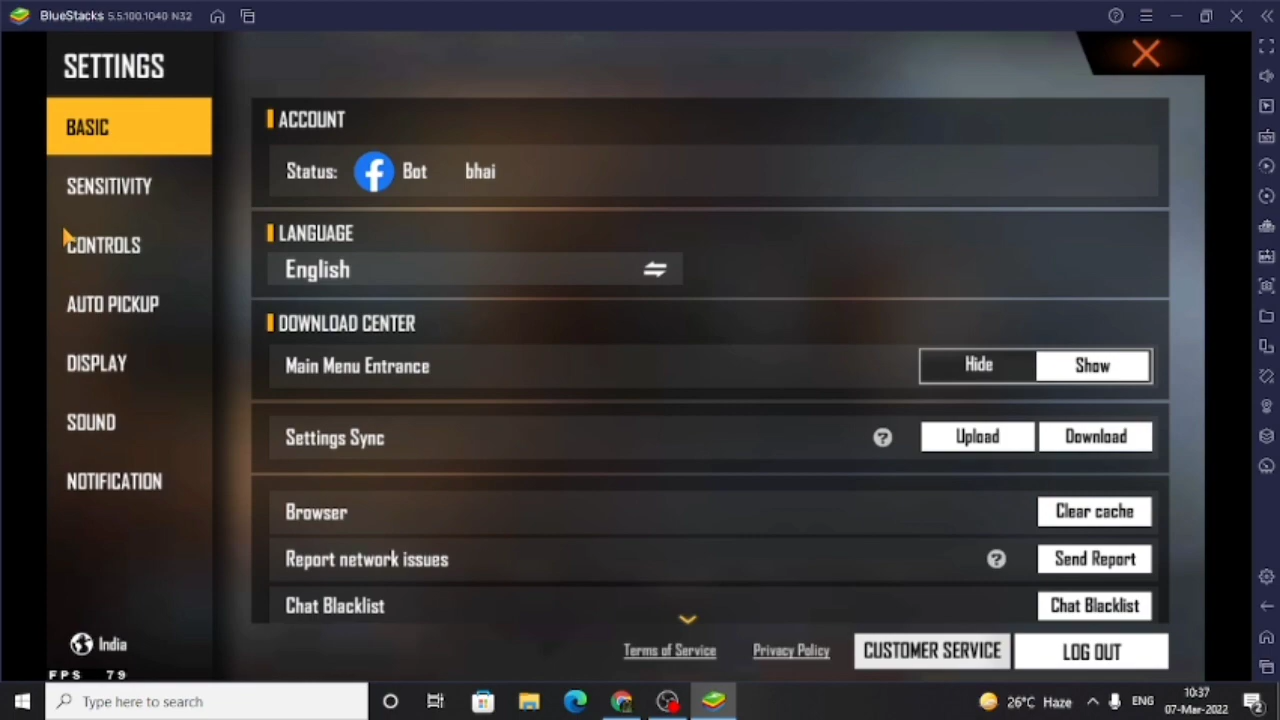 BlueStacks 5.5.100.1040 N32
SETTINGS
BASIC
SENSITIVITY
CONTROLS
AUTO PICKUP
DISPLAY
SOUND
NOTIFICATION
India
FPS 79
ACCOUNT
Status: Bot bhai
LANGUAGE
English
DOWNLOAD CENTER
Main Menu Entrance Hide Show
Settings Sync ? Upload Download
Browser Clear cache
Report network issues ? Send Report
Chat Blacklist Chat Blacklist
Terms of Service Privacy Policy CUSTOMER SERVICE LOG OUT
Type here to search
26°C Haze ENG
10:37
07-Mar-2022
2